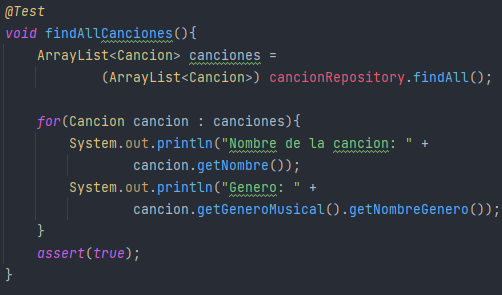 @Test
void findAllCanciones(){
    ArrayList<Cancion> canciones =
            (ArrayList<Cancion>) cancionRepository.findAll();

    for(Cancion cancion : canciones){
        System.out.println("Nombre de la cancion: " +
                cancion.getNombre());
        System.out.println("Genero: " +
                cancion.getGeneroMusical().getNombreGenero());
    }
    assert(true);
}